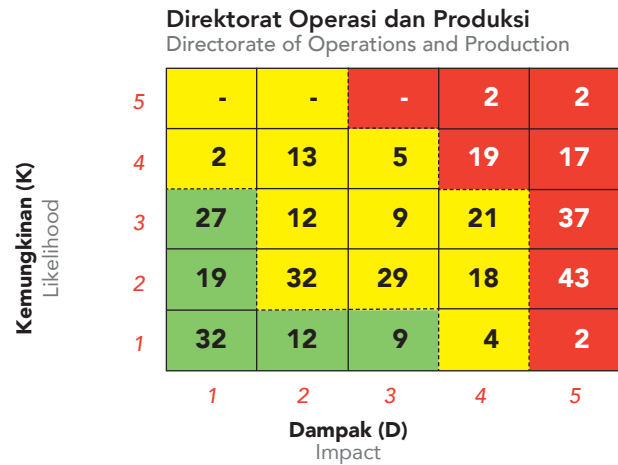 Direktorat Operasi dan Produksi
Directorate of Operations and Production
Kemungkinan (K)
Likelihood
5 - - - 2 2
4 2 13 5 19 17
3 27 12 9 21 37
2 19 32 29 18 43
1 32 12 9 4 2
1 2 3 4 5
Dampak (D)
Impact